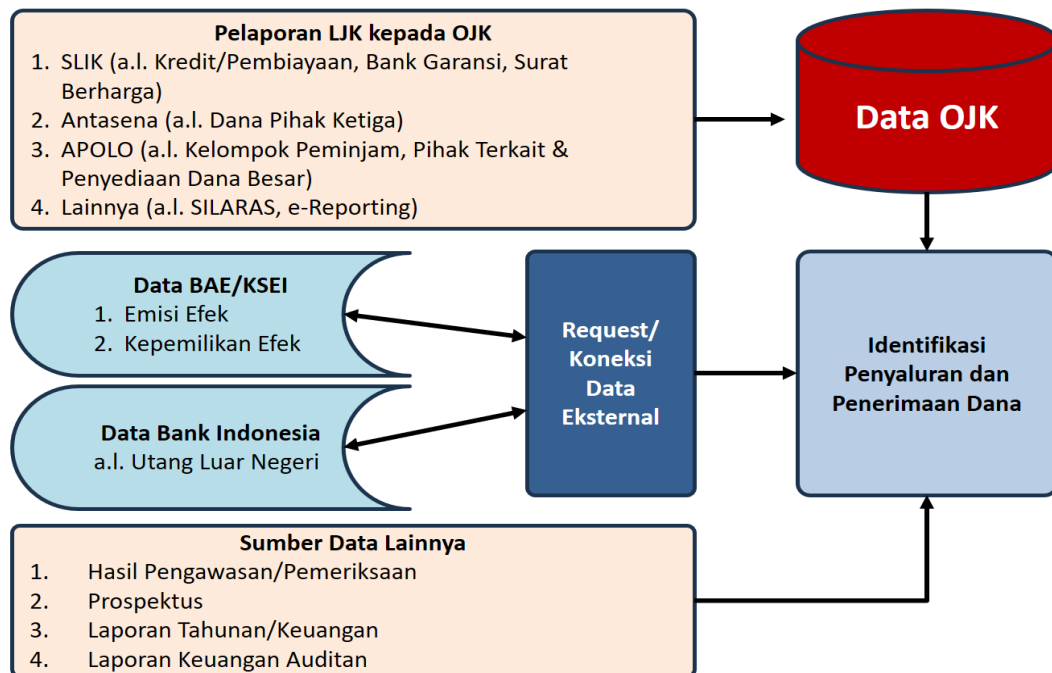 Pelaporan LJK kepada OJK
1. SLIK (a.l. Kredit/Pembiayaan, Bank Garansi, Surat
Berharga)
2. Antasena (a.l. Dana Pihak Ketiga)
3. APOLO (a.l. Kelompok Peminjam, Pihak Terkait &
Penyediaan Dana Besar)
4. Lainnya (a.l. SILARAS, e-Reporting)
Data OJK
Data BAE/KSEI
1. Emisi Efek
2. Kepemilikan Efek
Data Bank Indonesia
a.l. Utang Luar Negeri
Request/
Koneksi
Data
Eksternal
Identifikasi
Penyaluran dan
Penerimaan Dana
Sumber Data Lainnya
1. Hasil Pengawasan/Pemeriksaan
2. Prospektus
3. Laporan Tahunan/Keuangan
4. Laporan Keuangan Auditan